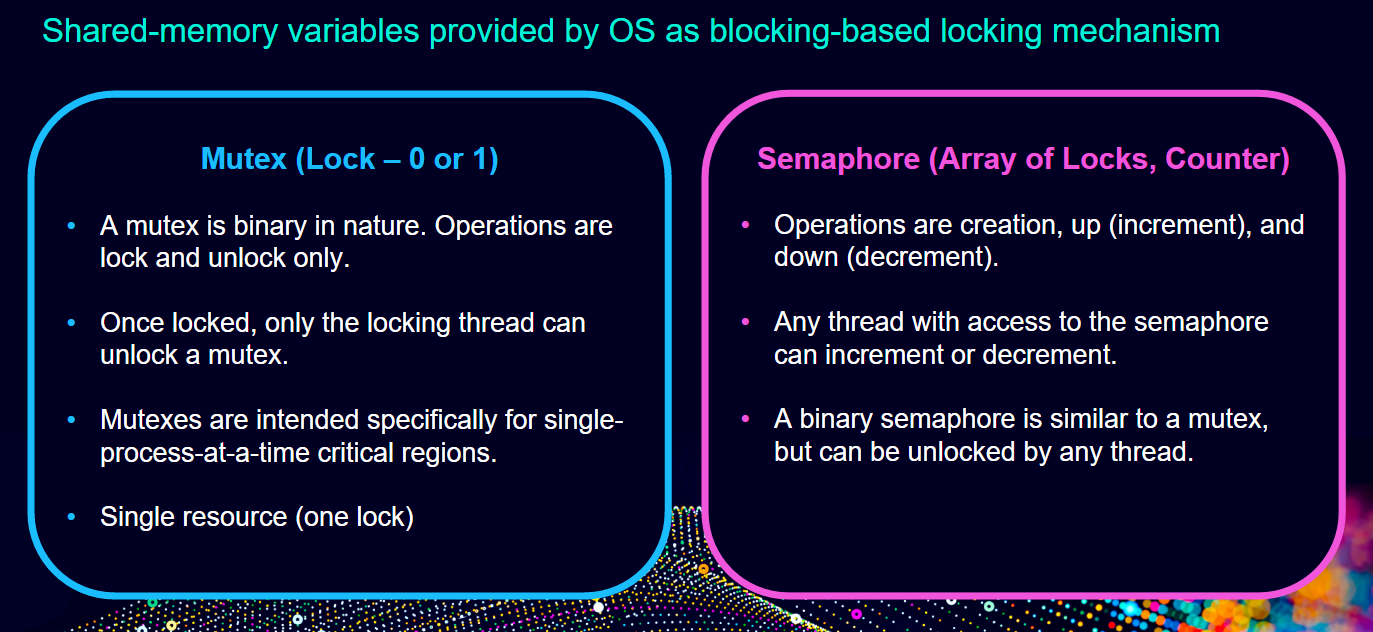 Shared-memory variables provided by OS as blocking-based locking mechanism
Mutex (Lock – 0 or 1)
• A mutex is binary in nature. Operations are
lock and unlock only.
• Once locked, only the locking thread can
unlock a mutex.
• Mutexes are intended specifically for single-
process-at-a-time critical regions.
• Single resource (one lock)
Semaphore (Array of Locks, Counter)
• Operations are creation, up (increment), and
down (decrement).
• Any thread with access to the semaphore
can increment or decrement.
• A binary semaphore is similar to a mutex,
but can be unlocked by any thread.